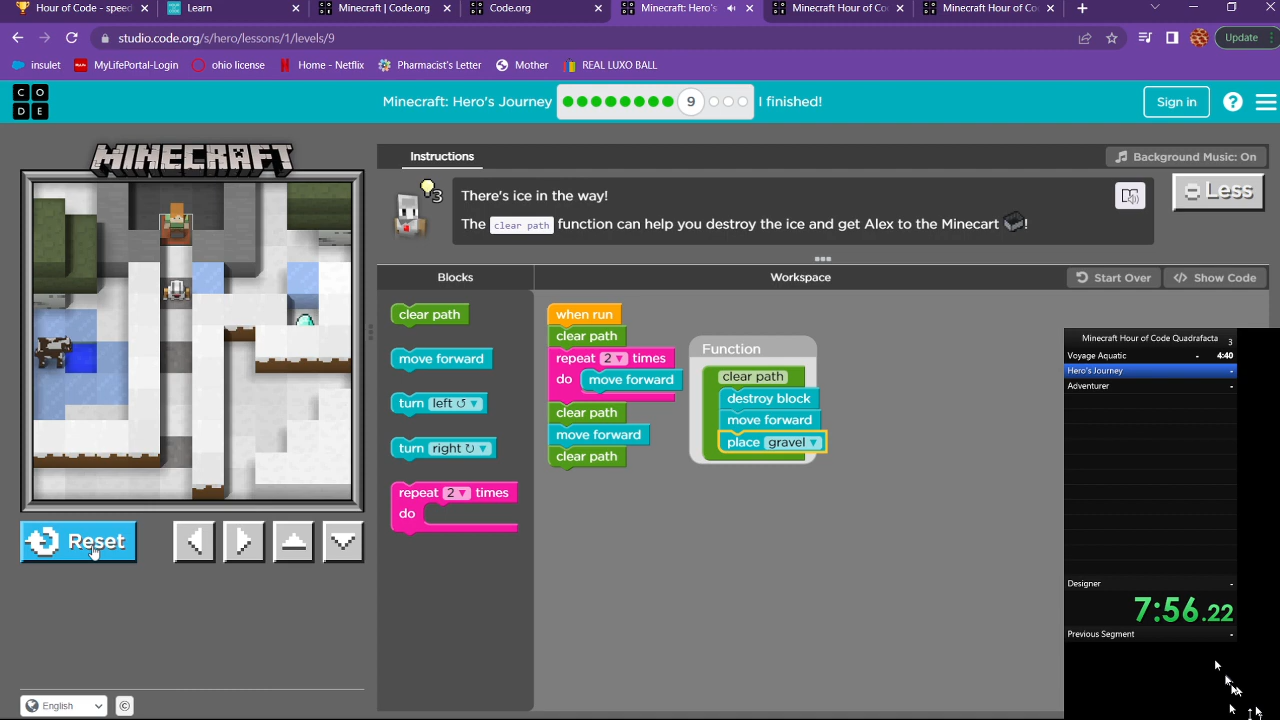 Hour of Code - speed
Learn
Minecraft | Code.org
Code.org
Minecraft: Hero's
Minecraft Hour of Co
Minecraft Hour of Co
studio.code.org/s/hero/lessons/1/levels/9
Update
insulet
MyLifePortal-Login
ohio license
Home - Netflix
Pharmacist's Letter
Mother
REAL LUXO BALL
C O
D E
Minecraft: Hero's Journey
9
I finished!
Sign in
?
MINECRAFT
Instructions
Background Music: On
3
There's ice in the way!
The clear path function can help you destroy the ice and get Alex to the Minecart !
Less
Blocks
Workspace
Start Over
</> Show Code
clear path
move forward
turn left
turn right
repeat 2 times
do
when run
clear path
repeat 2 times
do move forward
clear path
move forward
clear path
Function
clear path
destroy block
move forward
place gravel
Reset
English
©
Minecraft Hour of Code Quadrafacta
3
Voyage Aquatic - 4:40
Hero's Journey -
Adventurer -
Designer -
7:56.22
Previous Segment -